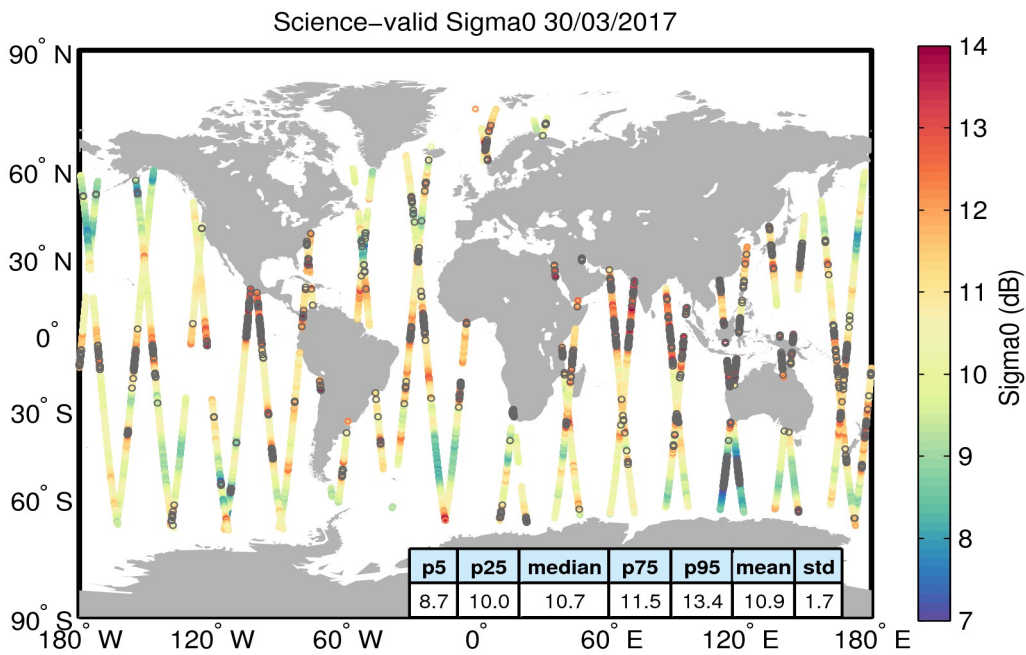 Science−valid Sigma0 30/03/2017
90° N
60° N
30° N
0°
30° S
60° S
90° S
180° W
120° W
60° W
0°
60° E
120° E
180° E
14
13
12
11
10
9
8
7
Sigma0 (dB)
p5 p25 median p75 p95 mean std
8.7 10.0 10.7 11.5 13.4 10.9 1.7